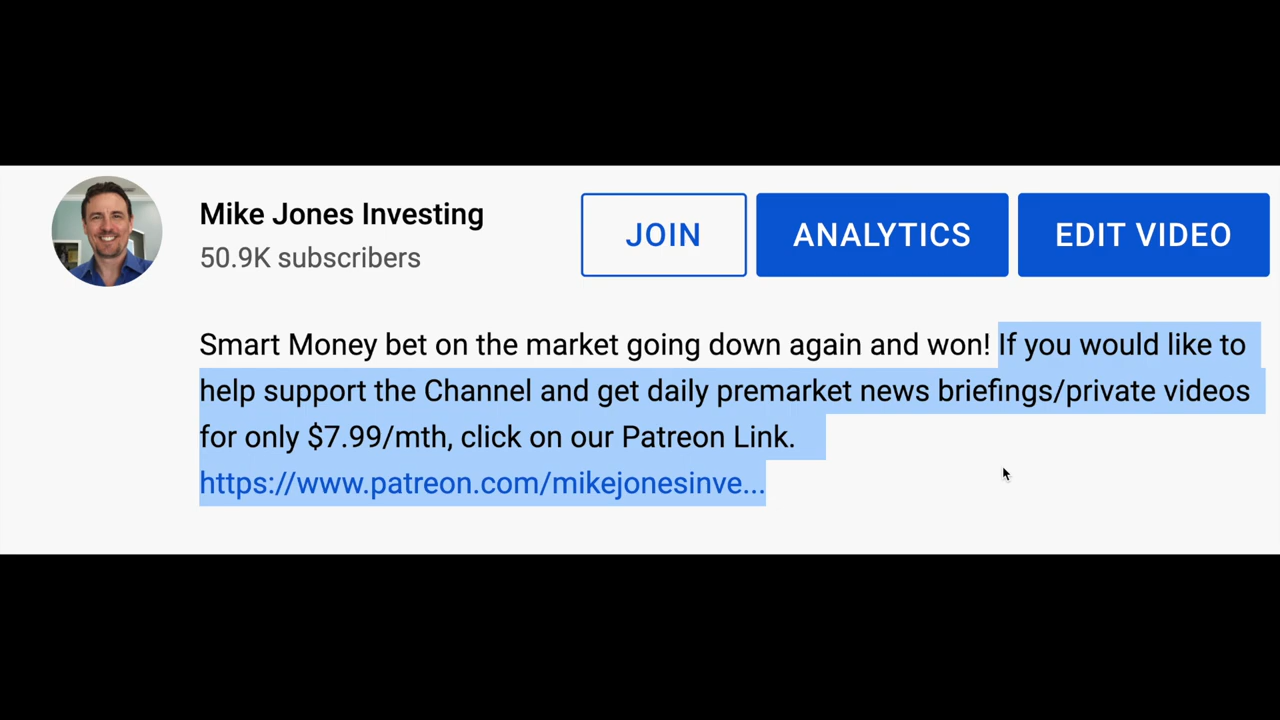 Mike Jones Investing
50.9K subscribers
JOIN
ANALYTICS
EDIT VIDEO
Smart Money bet on the market going down again and won! If you would like to
help support the Channel and get daily premarket news briefings/private videos
for only $7.99/mth, click on our Patreon Link.
https://www.patreon.com/mikejonesinve...